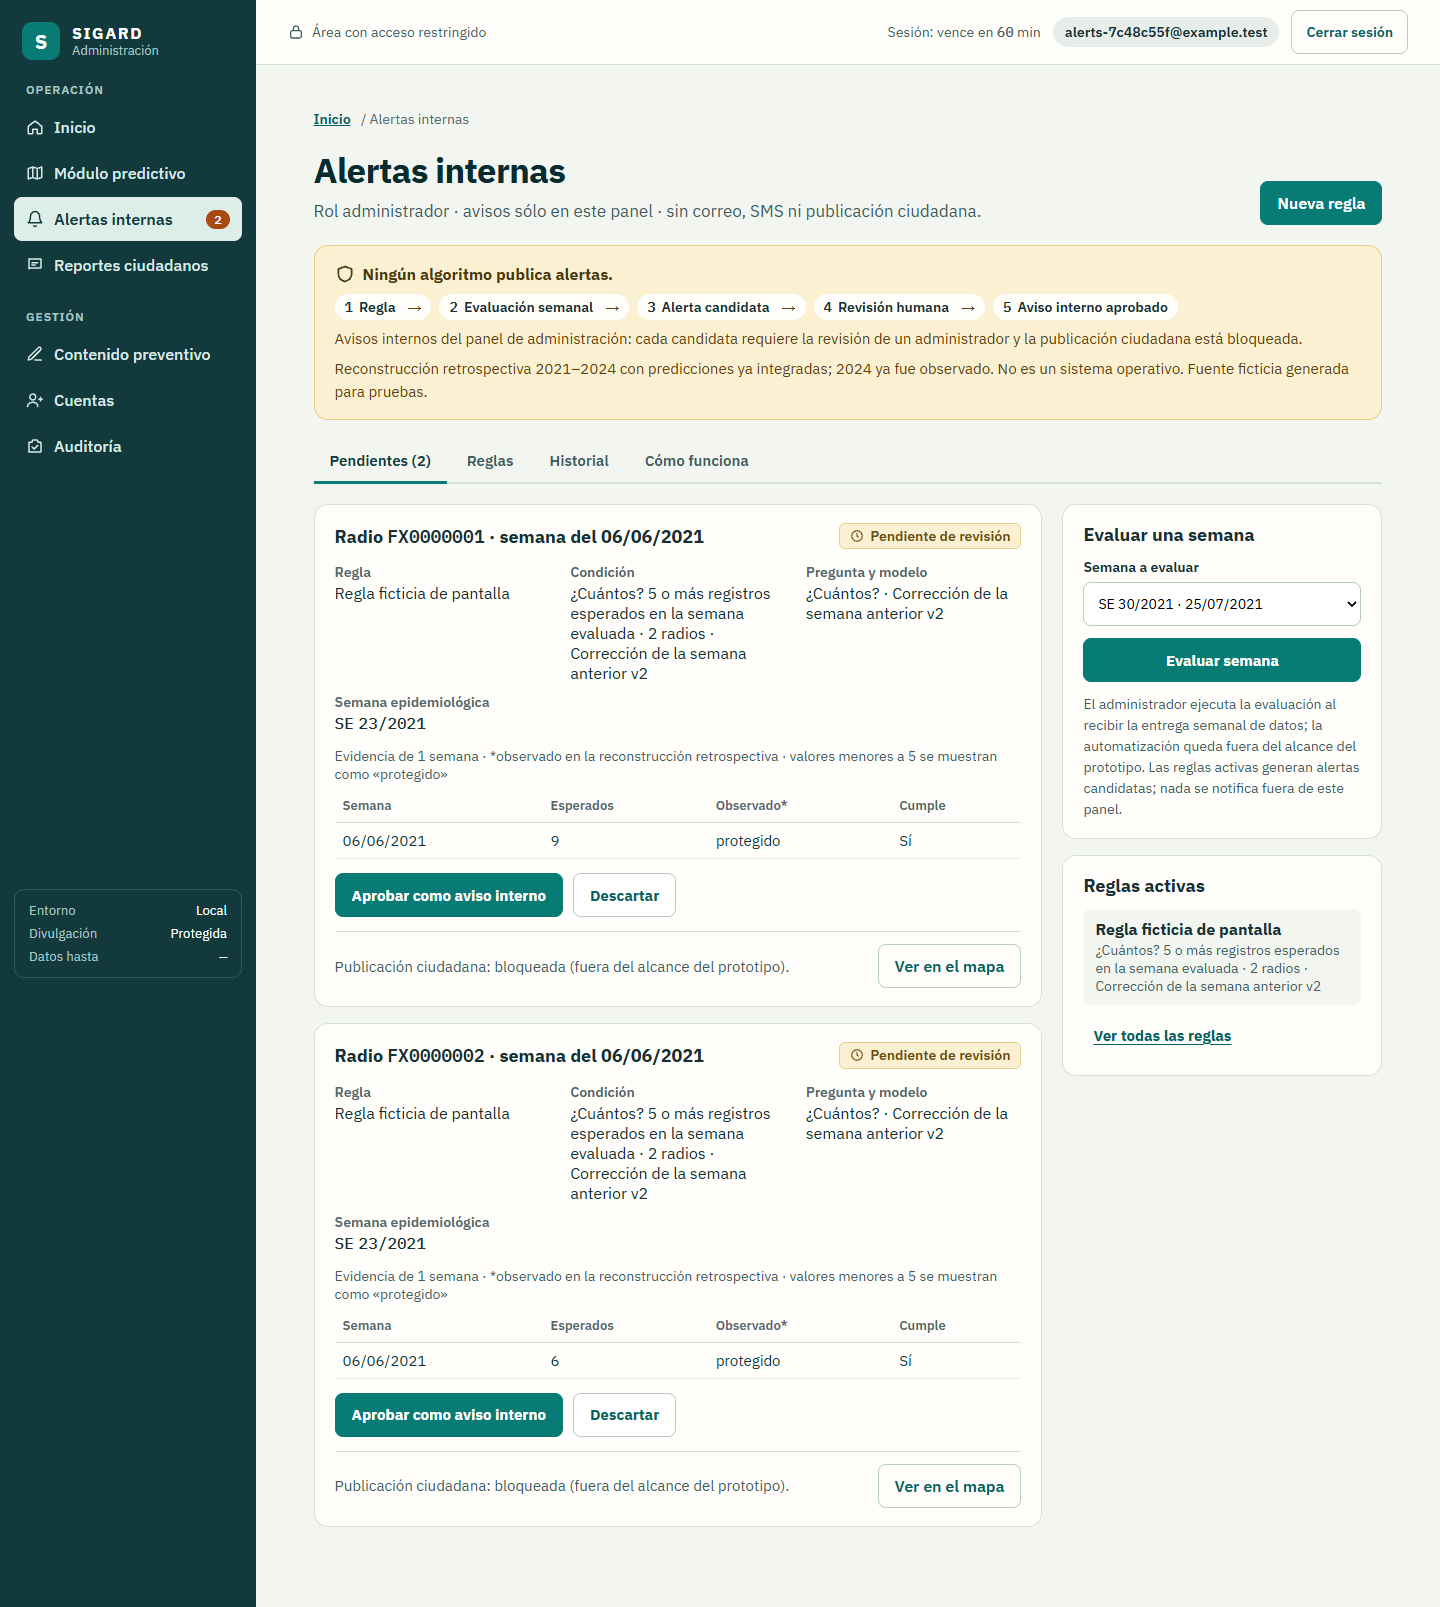 S
SIGARD
Administración
OPERACIÓN
Inicio
Módulo predictivo
Alertas internas 2
Reportes ciudadanos
GESTIÓN
Contenido preventivo
Cuentas
Auditoría
Entorno Local
Divulgación Protegida
Datos hasta —
Área con acceso restringido
Sesión: vence en 60 min
alerts-7c48c55f@example.test
Cerrar sesión
Inicio / Alertas internas
Alertas internas
Rol administrador · avisos sólo en este panel · sin correo, SMS ni publicación ciudadana.
Nueva regla
Ningún algoritmo publica alertas.
1 Regla → 2 Evaluación semanal → 3 Alerta candidata → 4 Revisión humana → 5 Aviso interno aprobado
Avisos internos del panel de administración: cada candidata requiere la revisión de un administrador y la publicación ciudadana está bloqueada.
Reconstrucción retrospectiva 2021–2024 con predicciones ya integradas; 2024 ya fue observado. No es un sistema operativo. Fuente ficticia generada
para pruebas.
Pendientes (2) Reglas Historial Cómo funciona
Radio FX0000001 · semana del 06/06/2021
Pendiente de revisión
Regla
Regla ficticia de pantalla
Condición
¿Cuántos? 5 o más registros
esperados en la semana
evaluada · 2 radios ·
Corrección de la semana
anterior v2
Pregunta y modelo
¿Cuántos? · Corrección de la
semana anterior v2
Semana epidemiológica
SE 23/2021
Evidencia de 1 semana · *observado en la reconstrucción retrospectiva · valores menores a 5 se muestran
como «protegido»
Semana Esperados Observado* Cumple
06/06/2021 9 protegido Sí
Aprobar como aviso interno
Descartar
Publicación ciudadana: bloqueada (fuera del alcance del prototipo).
Ver en el mapa
Radio FX0000002 · semana del 06/06/2021
Pendiente de revisión
Regla
Regla ficticia de pantalla
Condición
¿Cuántos? 5 o más registros
esperados en la semana
evaluada · 2 radios ·
Corrección de la semana
anterior v2
Pregunta y modelo
¿Cuántos? · Corrección de la
semana anterior v2
Semana epidemiológica
SE 23/2021
Evidencia de 1 semana · *observado en la reconstrucción retrospectiva · valores menores a 5 se muestran
como «protegido»
Semana Esperados Observado* Cumple
06/06/2021 6 protegido Sí
Aprobar como aviso interno
Descartar
Publicación ciudadana: bloqueada (fuera del alcance del prototipo).
Ver en el mapa
Evaluar una semana
Semana a evaluar
SE 30/2021 · 25/07/2021
Evaluar semana
El administrador ejecuta la evaluación al
recibir la entrega semanal de datos; la
automatización queda fuera del alcance del
prototipo. Las reglas activas generan alertas
candidatas; nada se notifica fuera de este
panel.
Reglas activas
Regla ficticia de pantalla
¿Cuántos? 5 o más registros esperados
en la semana evaluada · 2 radios ·
Corrección de la semana anterior v2
Ver todas las reglas